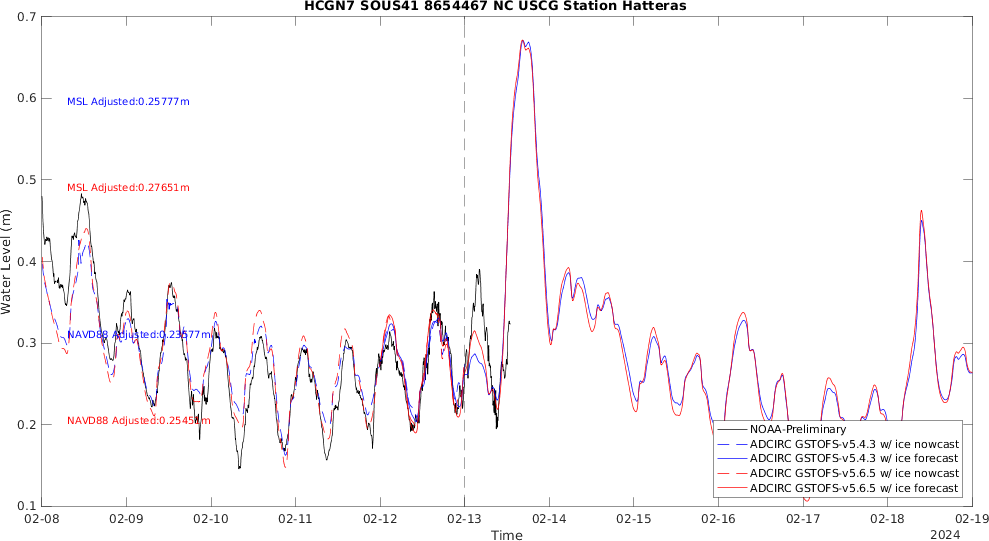 HCGN7 SOUS41 8654467 NC USCG Station Hatteras
0.7
0.6
0.5
0.4
0.3
0.2
0.1
Water Level (m)
MSL Adjusted:0.25777m
MSL Adjusted:0.27651m
NAVD88 Adjusted:0.23577m
NAVD88 Adjusted:0.2545
NOAA-Preliminary
ADCIRC GSTOFS-v5.4.3 w/ ice nowcast
ADCIRC GSTOFS-v5.4.3 w/ ice forecast
ADCIRC GSTOFS-v5.6.5 w/ ice nowcast
ADCIRC GSTOFS-v5.6.5 w/ ice forecast
02-08 02-09 02-10 02-11 02-12 02-13 02-14 02-15 02-16 02-17 02-18 02-19
Time
2024